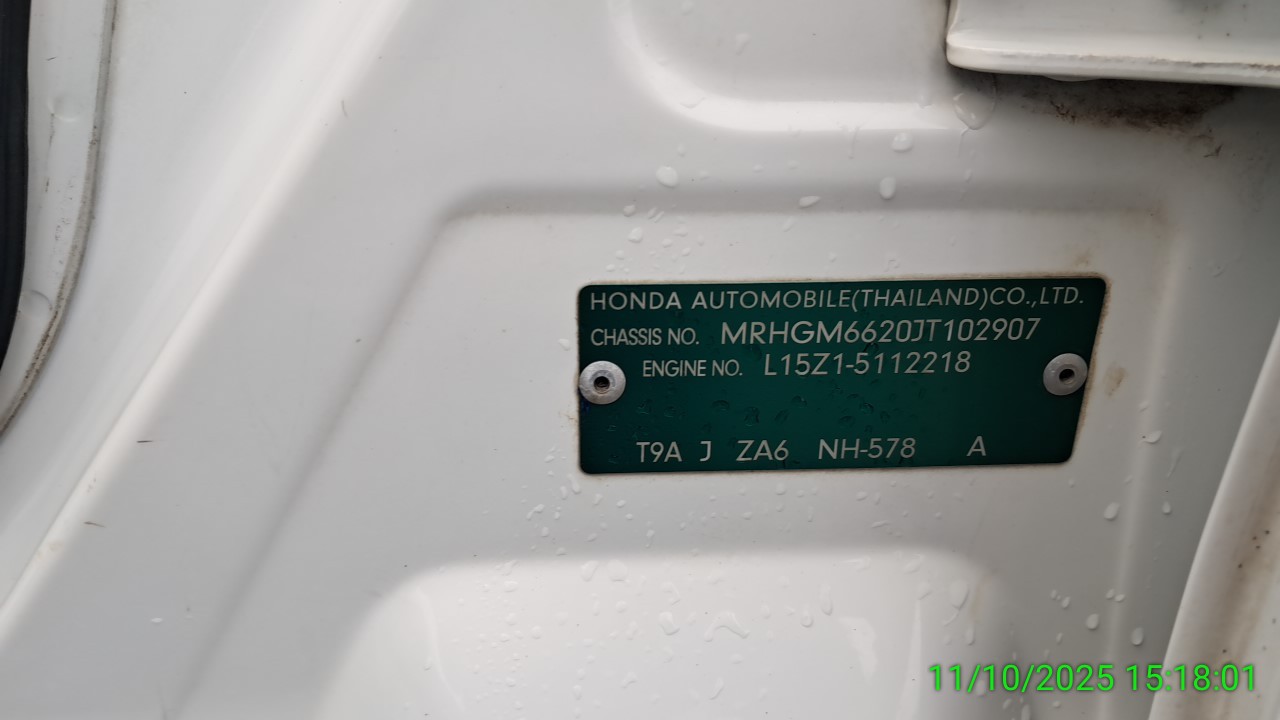 HONDA AUTOMOBILE(THAILAND)CO.,LTD.
CHASSIS NO. MRHGM6620JT102907
ENGINE NO. L15Z1-5112218
T9A J ZA6 NH-578 A
11/10/2025 15:18:01